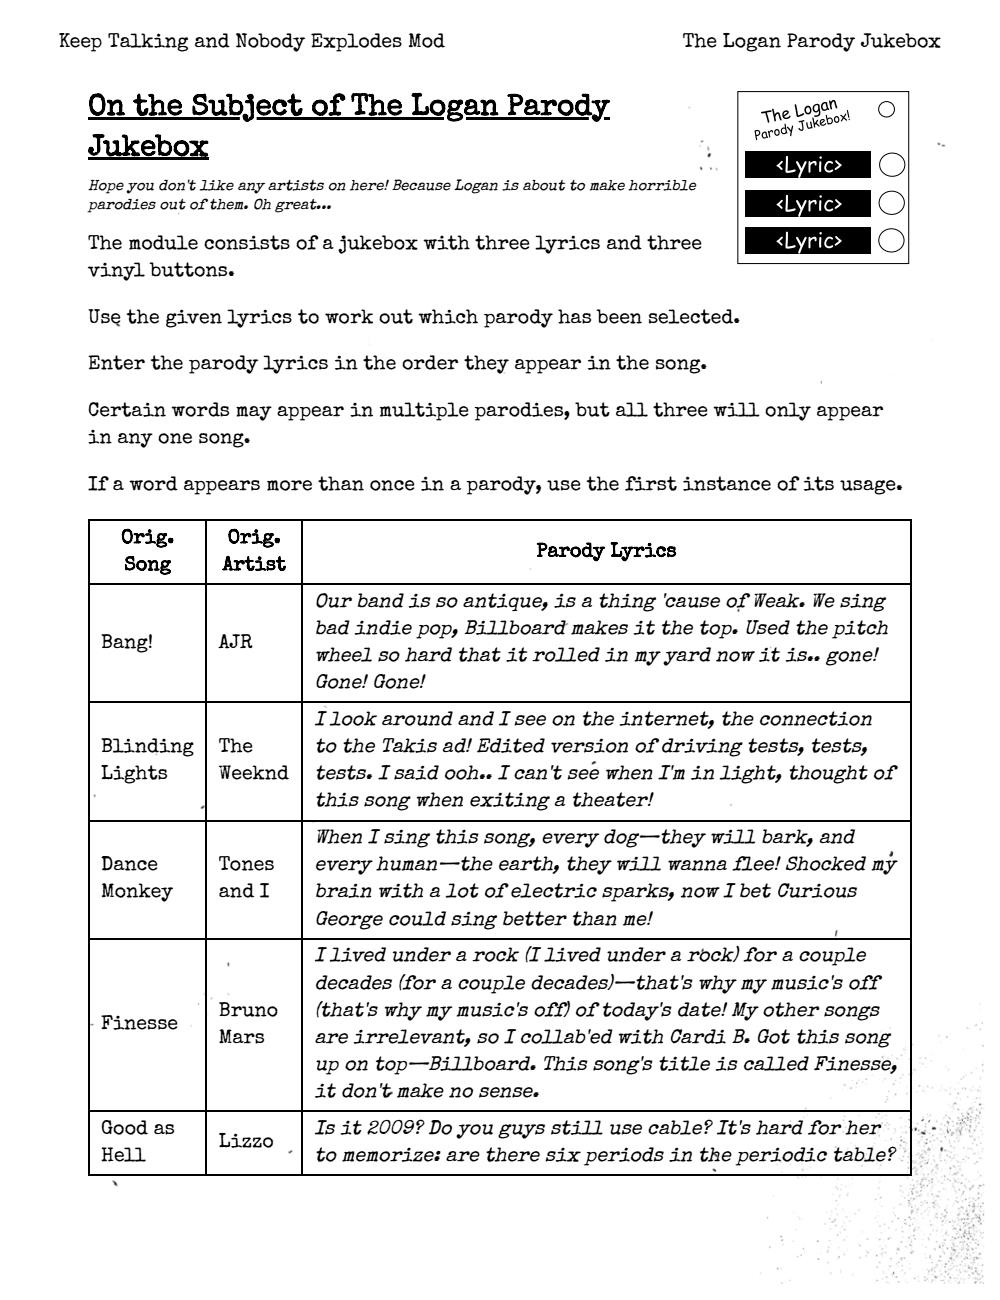 Keep Talking and Nobody Explodes Mod
The Logan Parody Jukebox
On the Subject of The Logan Parody
Jukebox
Hope you don't like any artists on here! Because Logan is about to make horrible
parodies out of them. Oh great...
The Logan
Parody Jukebox!
<Lyric>
<Lyric>
<Lyric>
The module consists of a jukebox with three lyrics and three
vinyl buttons.
Use the given lyrics to work out which parody has been selected.
Enter the parody lyrics in the order they appear in the song.
Certain words may appear in multiple parodies, but all three will only appear
in any one song.
If a word appears more than once in a parody, use the first instance of its usage.
Orig.
Song
Orig.
Artist
Parody Lyrics
Bang!
AJR
Our band is so antique, is a thing 'cause of Weak. We sing
bad indie pop, Billboard makes it the top. Used the pitch
wheel so hard that it rolled in my yard now it is.. gone!
Gone! Gone!
Blinding
Lights
The
Weeknd
I look around and I see on the internet, the connection
to the Takis ad! Edited version of driving tests, tests,
tests. I said ooh.. I can't see when I'm in light, thought of
this song when exiting a theater!
Dance
Monkey
Tones
and I
When I sing this song, every dog—they will bark, and
every human—the earth, they will wanna flee! Shocked my
brain with a lot of electric sparks, now I bet Curious
George could sing better than me!
Finesse
Bruno
Mars
I lived under a rock (I lived under a rock) for a couple
decades (for a couple decades)—that's why my music's off
(that's why my music's off) of today's date! My other songs
are irrelevant, so I collab'ed with Cardi B. Got this song
up on top—Billboard. This song's title is called Finesse,
it don't make no sense.
Good as
Hell
Lizzo
Is it 2009? Do you guys still use cable? It's hard for her
to memorize: are there six periods in the periodic table?